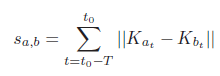 $s_{a,b} = \sum_{t=t_0-T}^{t_0} ||K_{a_t} - K_{b_t}||$